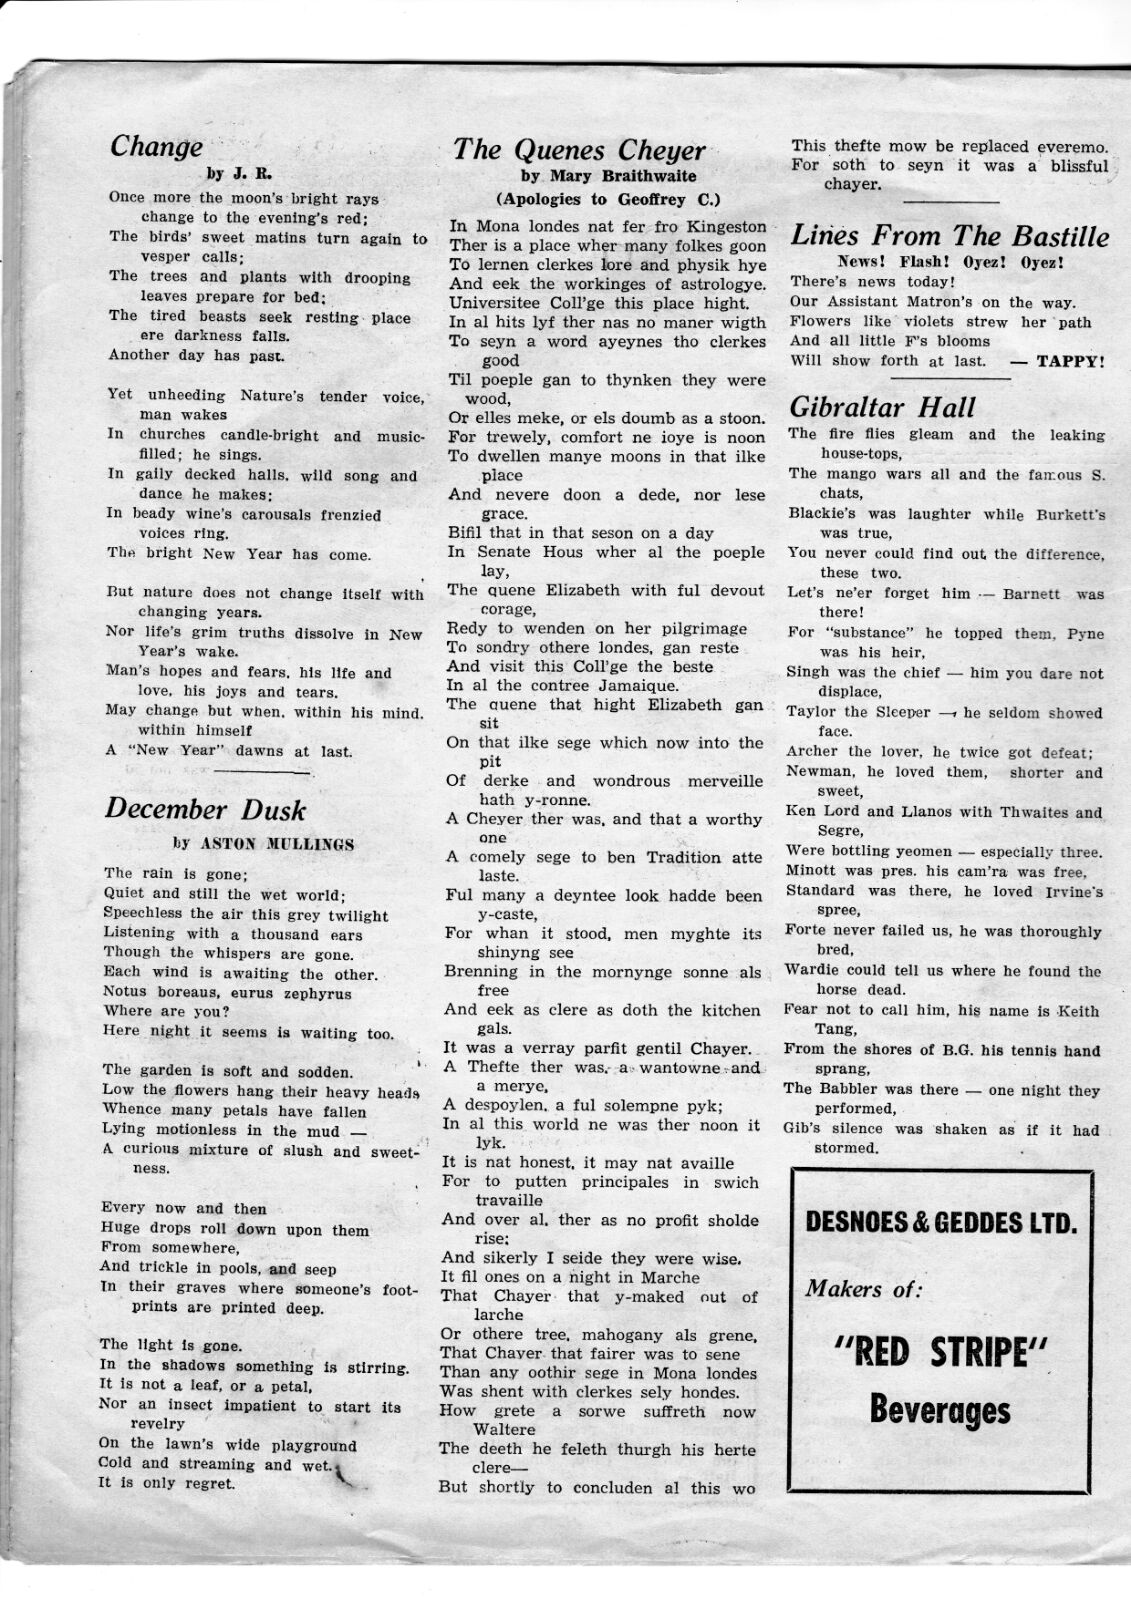 Change
by J. R.
Once more the moon's bright rays
change to the evening's red;
The birds' sweet matins turn again to
vesper calls;
The trees and plants with drooping
leaves prepare for bed;
The tired beasts seek resting place
ere darkness falls.
Another day has past.
Yet unheeding Nature's tender voice,
man wakes
In churches candle-bright and music-
filled; he sings.
In gaily decked halls, wild song and
dance he makes;
In beady wine's carousals frenzied
voices ring.
The bright New Year has come.
But nature does not change itself with
changing years.
Nor life's grim truths dissolve in New
Year's wake.
Man's hopes and fears, his life and
love, his joys and tears.
May change but when, within his mind,
within himself
A "New Year" dawns at last.
December Dusk
by ASTON MULLINGS
The rain is gone;
Quiet and still the wet world;
Speechless the air this grey twilight
Listening with a thousand ears
Though the whispers are gone.
Each wind is awaiting the other.
Notus boreaus, eurus zephyrus
Where are you?
Here night it seems is waiting too.
The garden is soft and sodden.
Low the flowers hang their heavy heads
Whence many petals have fallen
Lying motionless in the mud —
A curious mixture of slush and sweet-
ness.
Every now and then
Huge drops roll down upon them
From somewhere,
And trickle in pools, and seep
In their graves where someone's foot-
prints are printed deep.
The light is gone.
In the shadows something is stirring.
It is not a leaf, or a petal,
Nor an insect impatient to start its
revelry
On the lawn's wide playground
Cold and streaming and wet.
It is only regret.
The Quenes Cheyer
by Mary Braithwaite
(Apologies to Geoffrey C.)
In Mona londes nat fer fro Kingeston
Ther is a place wher many folkes goon
To lernen clerkes lore and physik hye
And eek the workinges of astrologye.
Universitee Coll'ge this place hight.
In al hits lyf ther nas no maner wigth
To seyn a word ayeynes tho clerkes
good
Til poeple gan to thynken they were
wood,
Or elles meke, or els doumb as a stoon.
For trewely, comfort ne ioye is noon
To dwellen manye moons in that ilke
place
And nevere doon a dede, nor lese
grace.
Bifil that in that seson on a day
In Senate Hous wher al the poeple
lay,
The quene Elizabeth with ful devout
corage,
Redy to wenden on her pilgrimage
To sondry othere londes, gan reste
And visit this Coll'ge the beste
In al the contree Jamaique.
The quene that hight Elizabeth gan
sit
On that ilke sege which now into the
pit
Of derke and wondrous merveille
hath y-ronne.
A Cheyer ther was, and that a worthy
one
A comely sege to ben Tradition atte
laste.
Ful many a deyntee look hadde been
y-caste,
For whan it stood, men myghte its
shinyng see
Brenning in the mornynge sonne als
free
And eek as clere as doth the kitchen
gals.
It was a verray parfit gentil Chayer.
A Thefte ther was, a wantowne and
a merye,
A despoylen, a ful solempne pyk;
In al this world ne was ther noon it
lyk.
It is nat honest, it may nat availle
For to putten principales in swich
travaille
And over al, ther as no profit sholde
rise;
And sikerly I seide they were wise.
It fil ones on a night in Marche
That Chayer that y-maked out of
larche
Or othere tree, mahogany als grene,
That Chayer that fairer was to sene
Than any oothir sege in Mona londes
Was shent with clerkes sely hondes.
How grete a sorwe suffreth now
Waltere
The deeth he feleth thurgh his herte
clere—
But shortly to concluden al this wo
This thefte mow be replaced everemo.
For soth to seyn it was a blissful
chayer.
Lines From The Bastille
News! Flash! Oyez! Oyez!
There's news today!
Our Assistant Matron's on the way.
Flowers like violets strew her path
And all little F's blooms
Will show forth at last. — TAPPY!
Gibraltar Hall
The fire flies gleam and the leaking
house-tops,
The mango wars all and the famous S.
chats,
Blackie's was laughter while Burkett's
was true,
You never could find out the difference,
these two.
Let's ne'er forget him — Barnett was
there!
For "substance" he topped them, Pyne
was his heir,
Singh was the chief — him you dare not
displace,
Taylor the Sleeper — he seldom showed
face.
Archer the lover, he twice got defeat;
Newman, he loved them, shorter and
sweet,
Ken Lord and Llanos with Thwaites and
Segre,
Were bottling yeomen — especially three.
Minott was pres. his cam'ra was free,
Standard was there, he loved Irvine's
spree,
Forte never failed us, he was thoroughly
bred,
Wardie could tell us where he found the
horse dead.
Fear not to call him, his name is Keith
Tang,
From the shores of B.G. his tennis hand
sprang,
The Babbler was there — one night they
performed,
Gib's silence was shaken as if it had
stormed.
DESNOES & GEDDES LTD.
Makers of:
"RED STRIPE"
Beverages